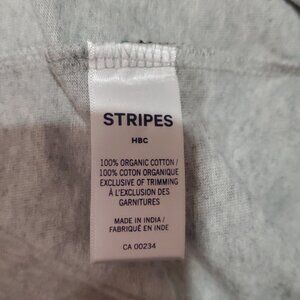 STRIPES
HBC
100% ORGANIC COTTON /
100% COTON ORGANIQUE
EXCLUSIVE OF TRIMMING
À L'EXCLUSION DES
GARNITURES
MADE IN INDIA /
FABRIQUÉ EN INDE
CA 00234